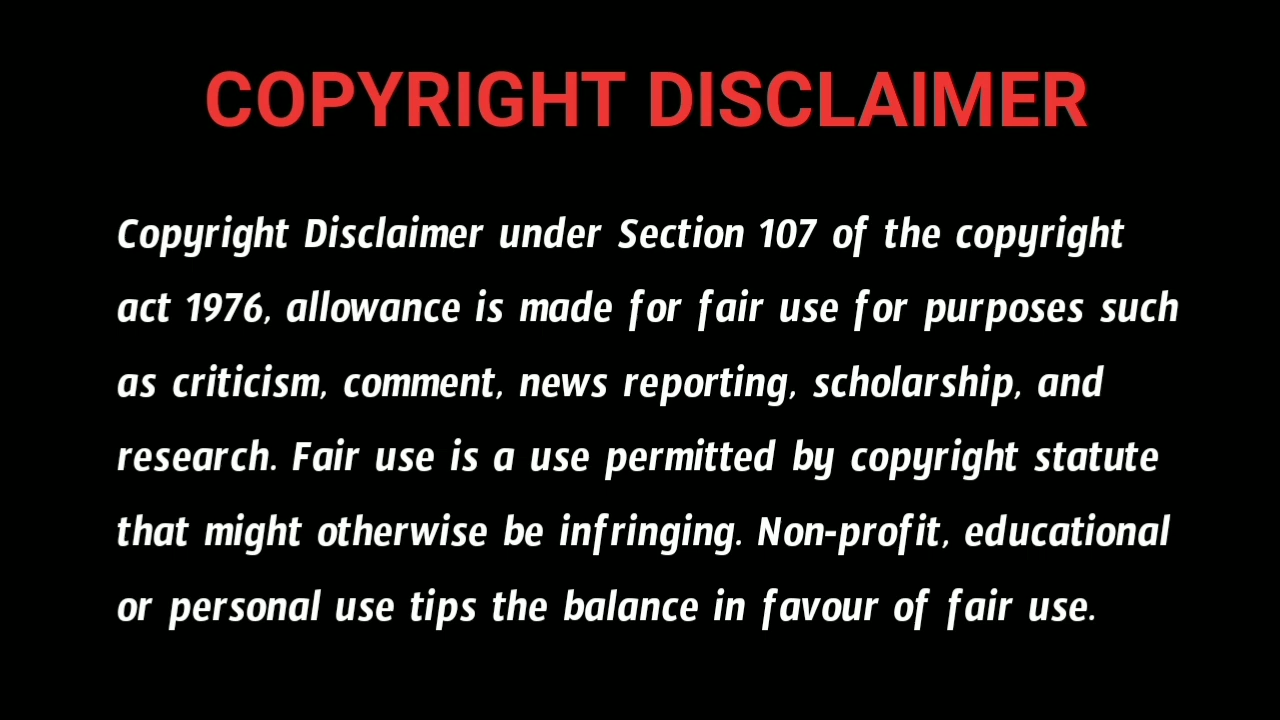 COPYRIGHT DISCLAIMER
Copyright Disclaimer under Section 107 of the copyright
act 1976, allowance is made for fair use for purposes such
as criticism, comment, news reporting, scholarship, and
research. Fair use is a use permitted by copyright statute
that might otherwise be infringing. Non-profit, educational
or personal use tips the balance in favour of fair use.